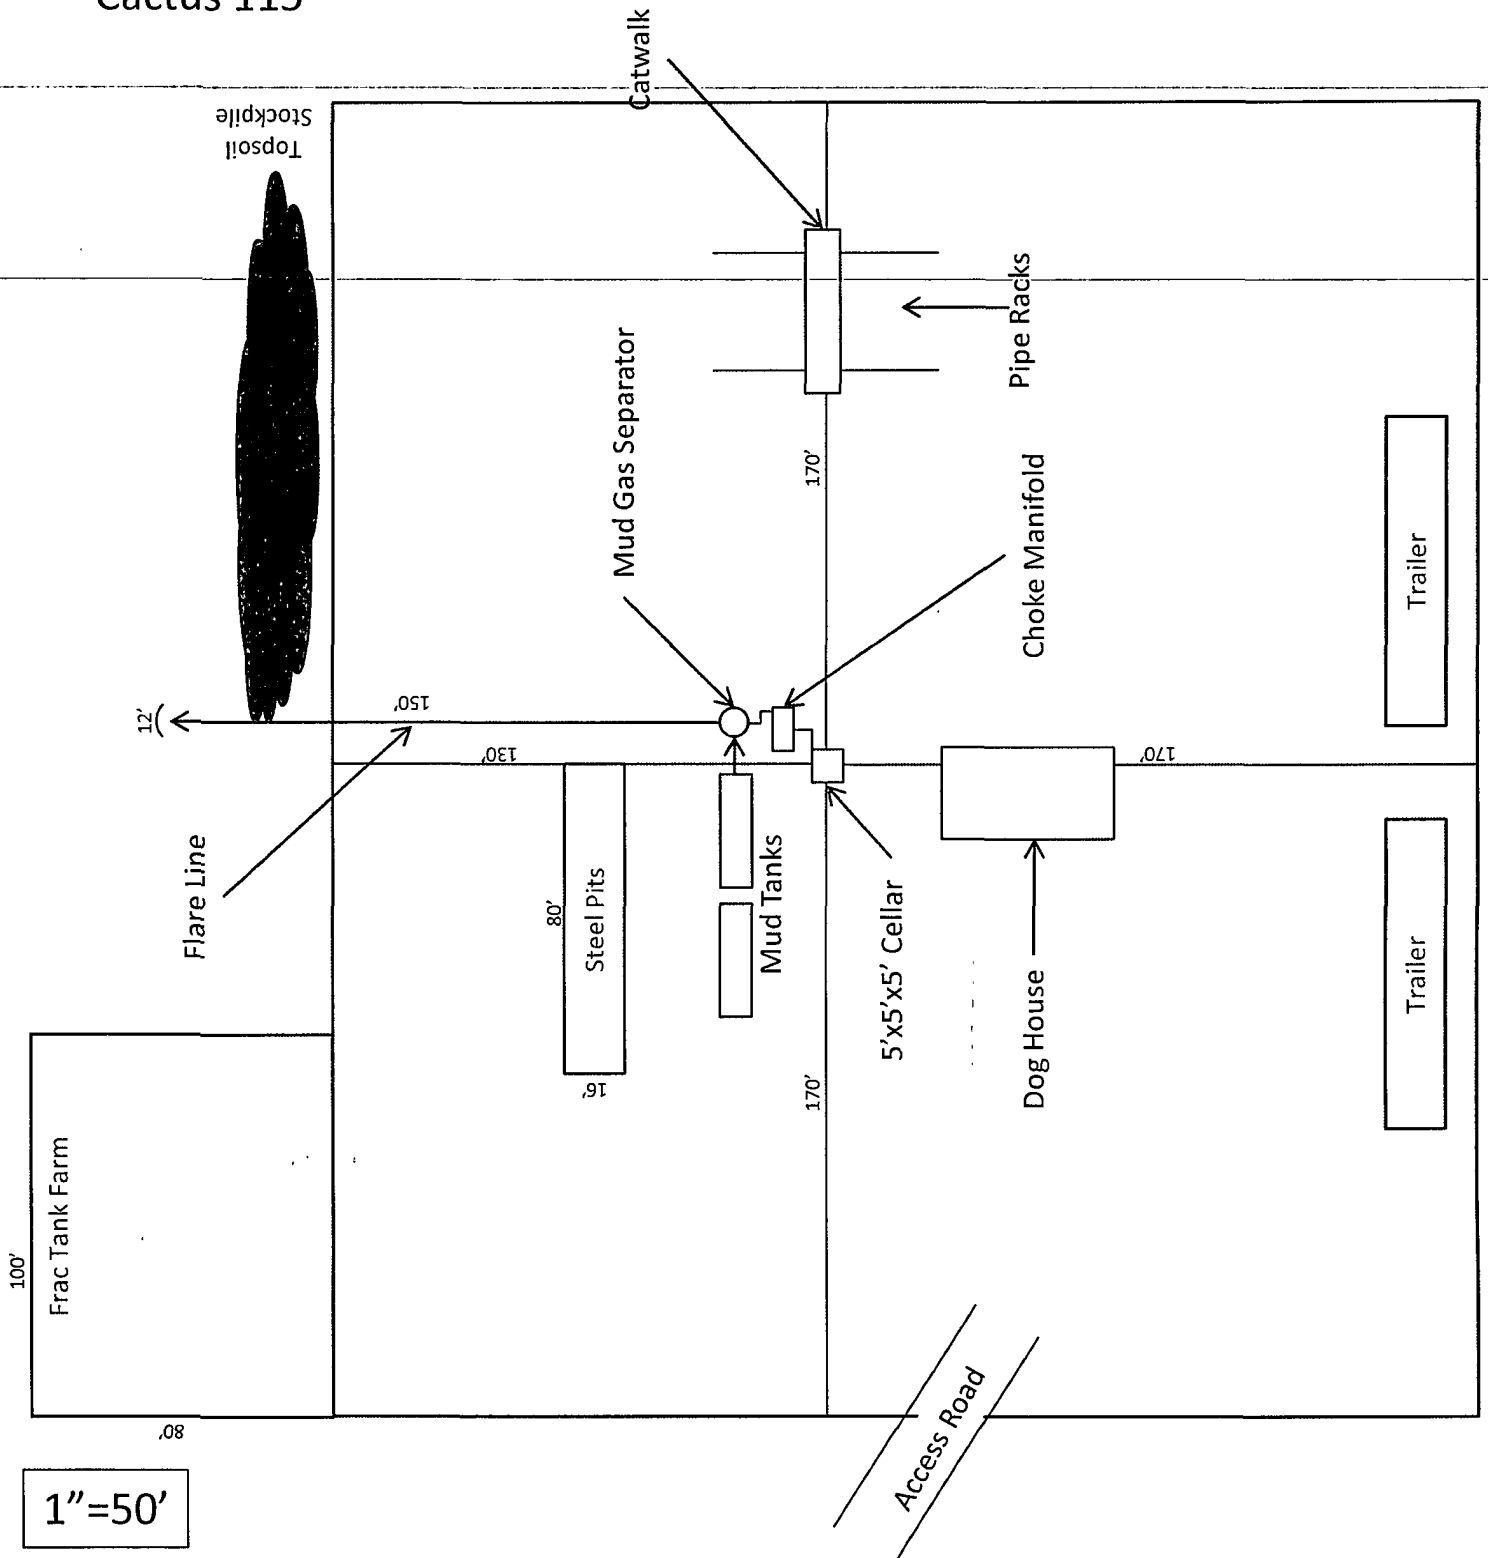 Cactus 115
Catwalk
Topsoil
Stockpile
Mud Gas Separator
Pipe Racks
170'
Choke Manifold
Trailer
12'
150'
130'
170'
Flare Line
80'
Steel Pits
16'
Mud Tanks
5'x5'x5' Cellar
Dog House
Trailer
170'
100'
Frac Tank Farm
80'
Access Road
1"=50'